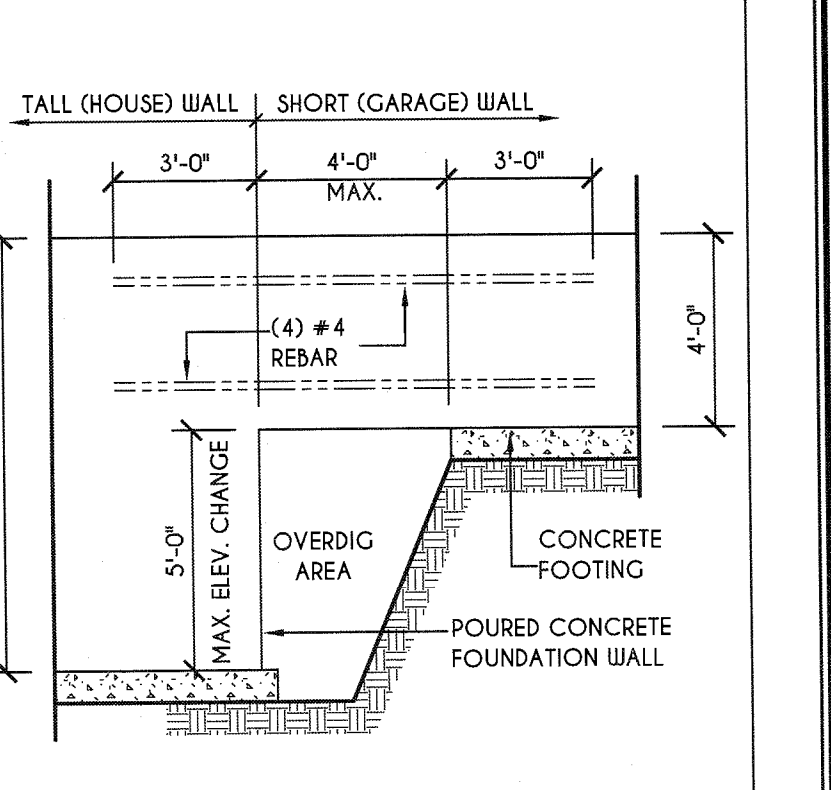 TALL (HOUSE) WALL
SHORT (GARAGE) WALL
3'-0"
4'-0"
3'-0"
MAX.
(4) #4
REBAR
4'-0"
5'-0"
MAX. ELEV. CHANGE
OVERDIG
AREA
CONCRETE
FOOTING
POURED CONCRETE
FOUNDATION WALL